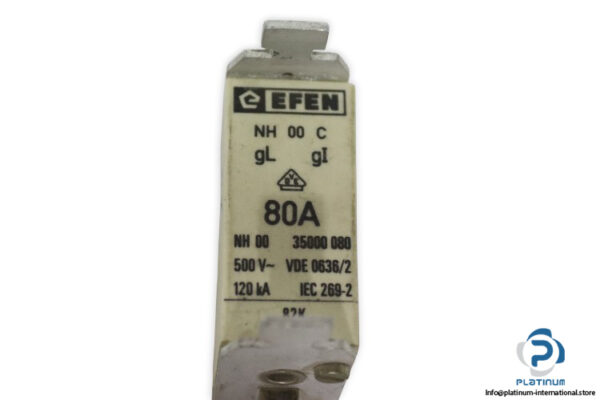 EFEN
NH 00 C
gL gI
80A
NH 00 35000 080
500 V~ VDE 0636/2
120 kA IEC 269-2
82K
PLATINUM
Info@platinum-international.store